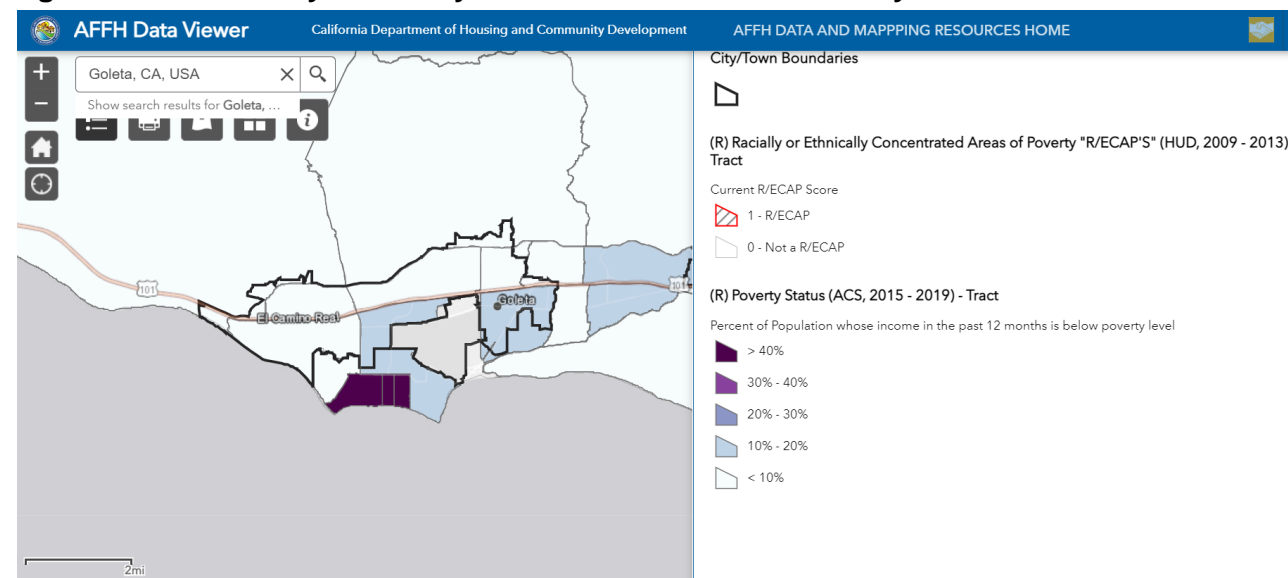 AFFH Data Viewer
California Department of Housing and Community Development
AFFH DATA AND MAPPPING RESOURCES HOME
+
−
Goleta, CA, USA
Show search results for Goleta, ...
101
El Camino Real
Goleta
101
2mi
City/Town Boundaries
(R) Racially or Ethnically Concentrated Areas of Poverty "R/ECAP'S" (HUD, 2009 - 2013)
Tract
Current R/ECAP Score
1 - R/ECAP
0 - Not a R/ECAP
(R) Poverty Status (ACS, 2015 - 2019) - Tract
Percent of Population whose income in the past 12 months is below poverty level
> 40%
30% - 40%
20% - 30%
10% - 20%
< 10%